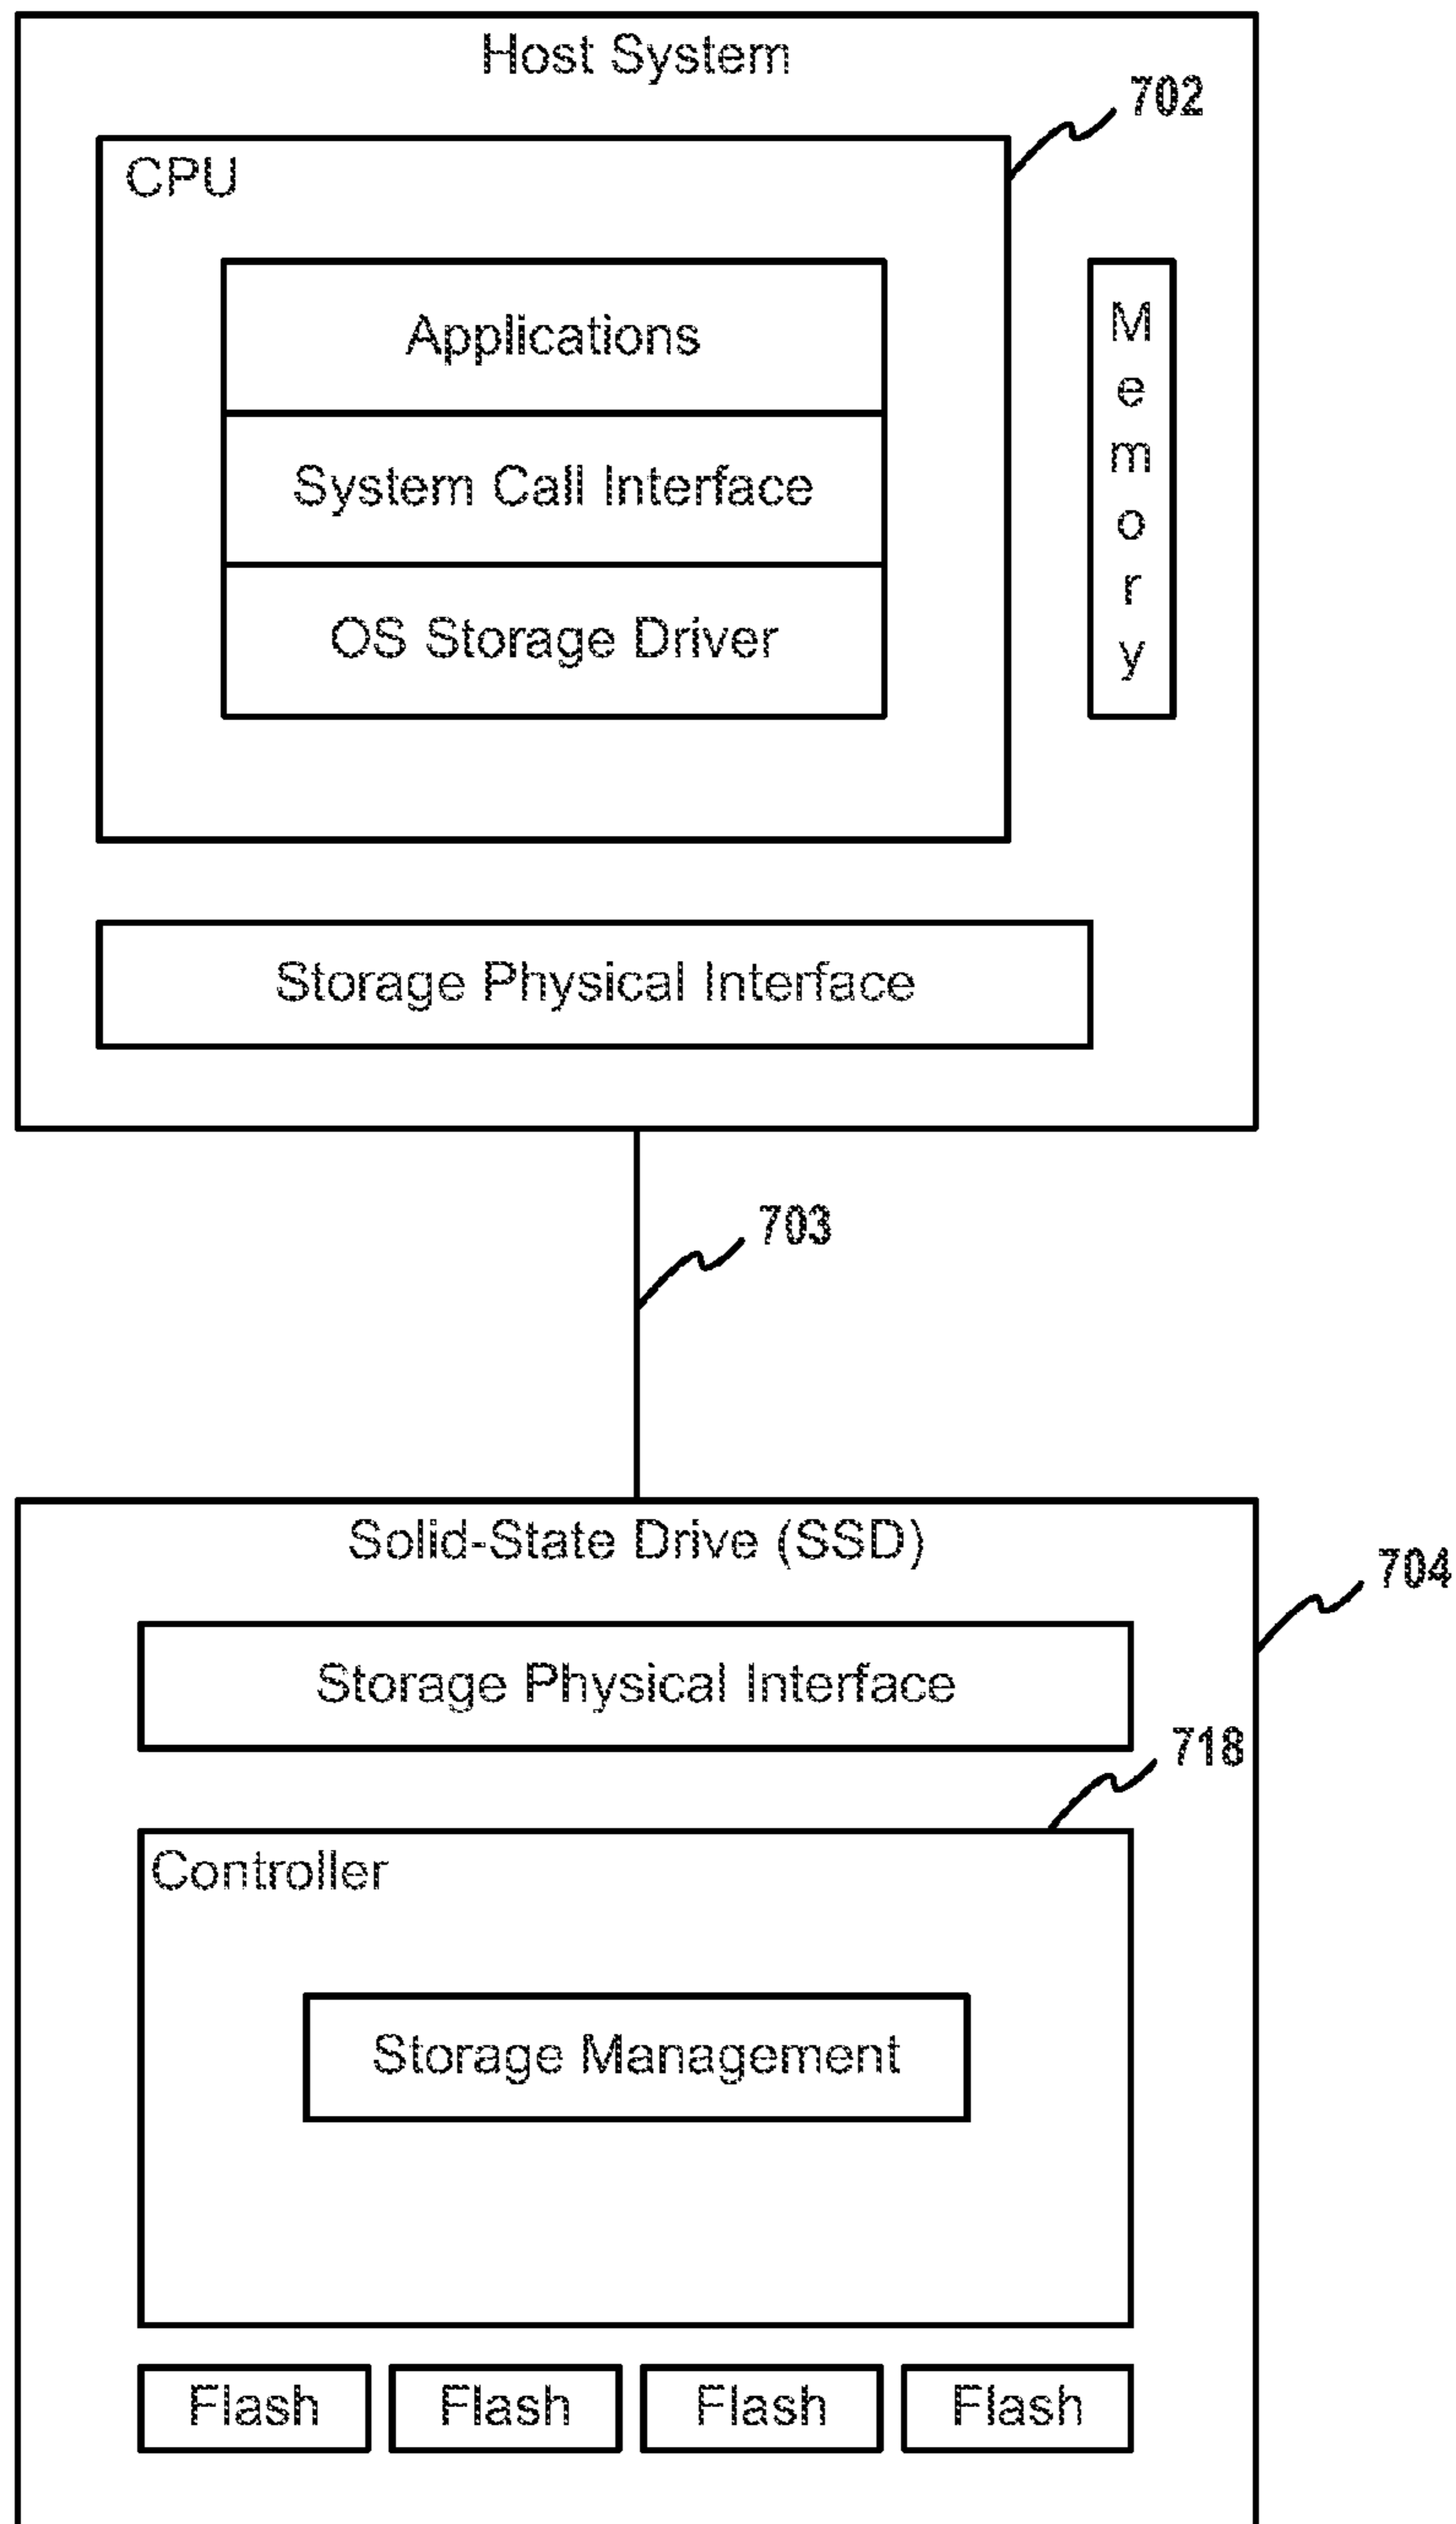 Host System
702
CPU
Applications
System Call Interface
OS Storage Driver
M
e
m
o
r
y
Storage Physical Interface
703
Solid-State Drive (SSD)
704
Storage Physical Interface
718
Controller
Storage Management
Flash Flash Flash Flash